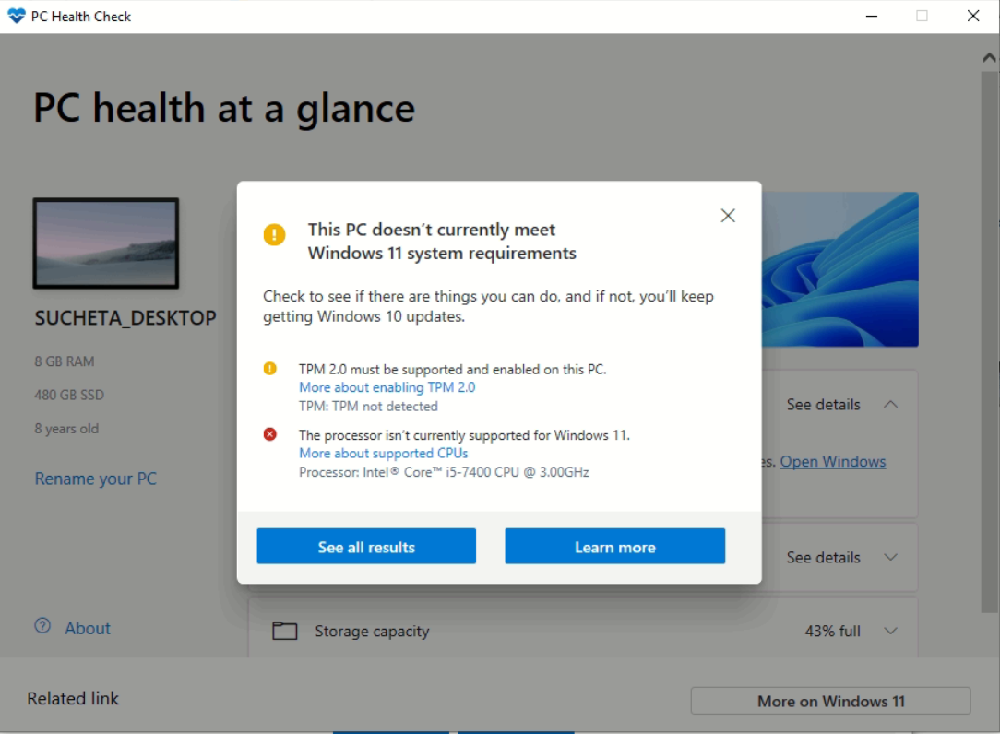 PC Health Check
PC health at a glance
SUCHETA_DESKTOP
8 GB RAM
480 GB SSD
8 years old
Rename your PC
About
This PC doesn't currently meet
Windows 11 system requirements
Check to see if there are things you can do, and if not, you'll keep
getting Windows 10 updates.
TPM 2.0 must be supported and enabled on this PC.
More about enabling TPM 2.0
TPM: TPM not detected
The processor isn't currently supported for Windows 11.
More about supported CPUs
Processor: Intel® Core™ i5-7400 CPU @ 3.00GHz
See all results
Learn more
See details
es. Open Windows
See details
Storage capacity
43% full
Related link
More on Windows 11